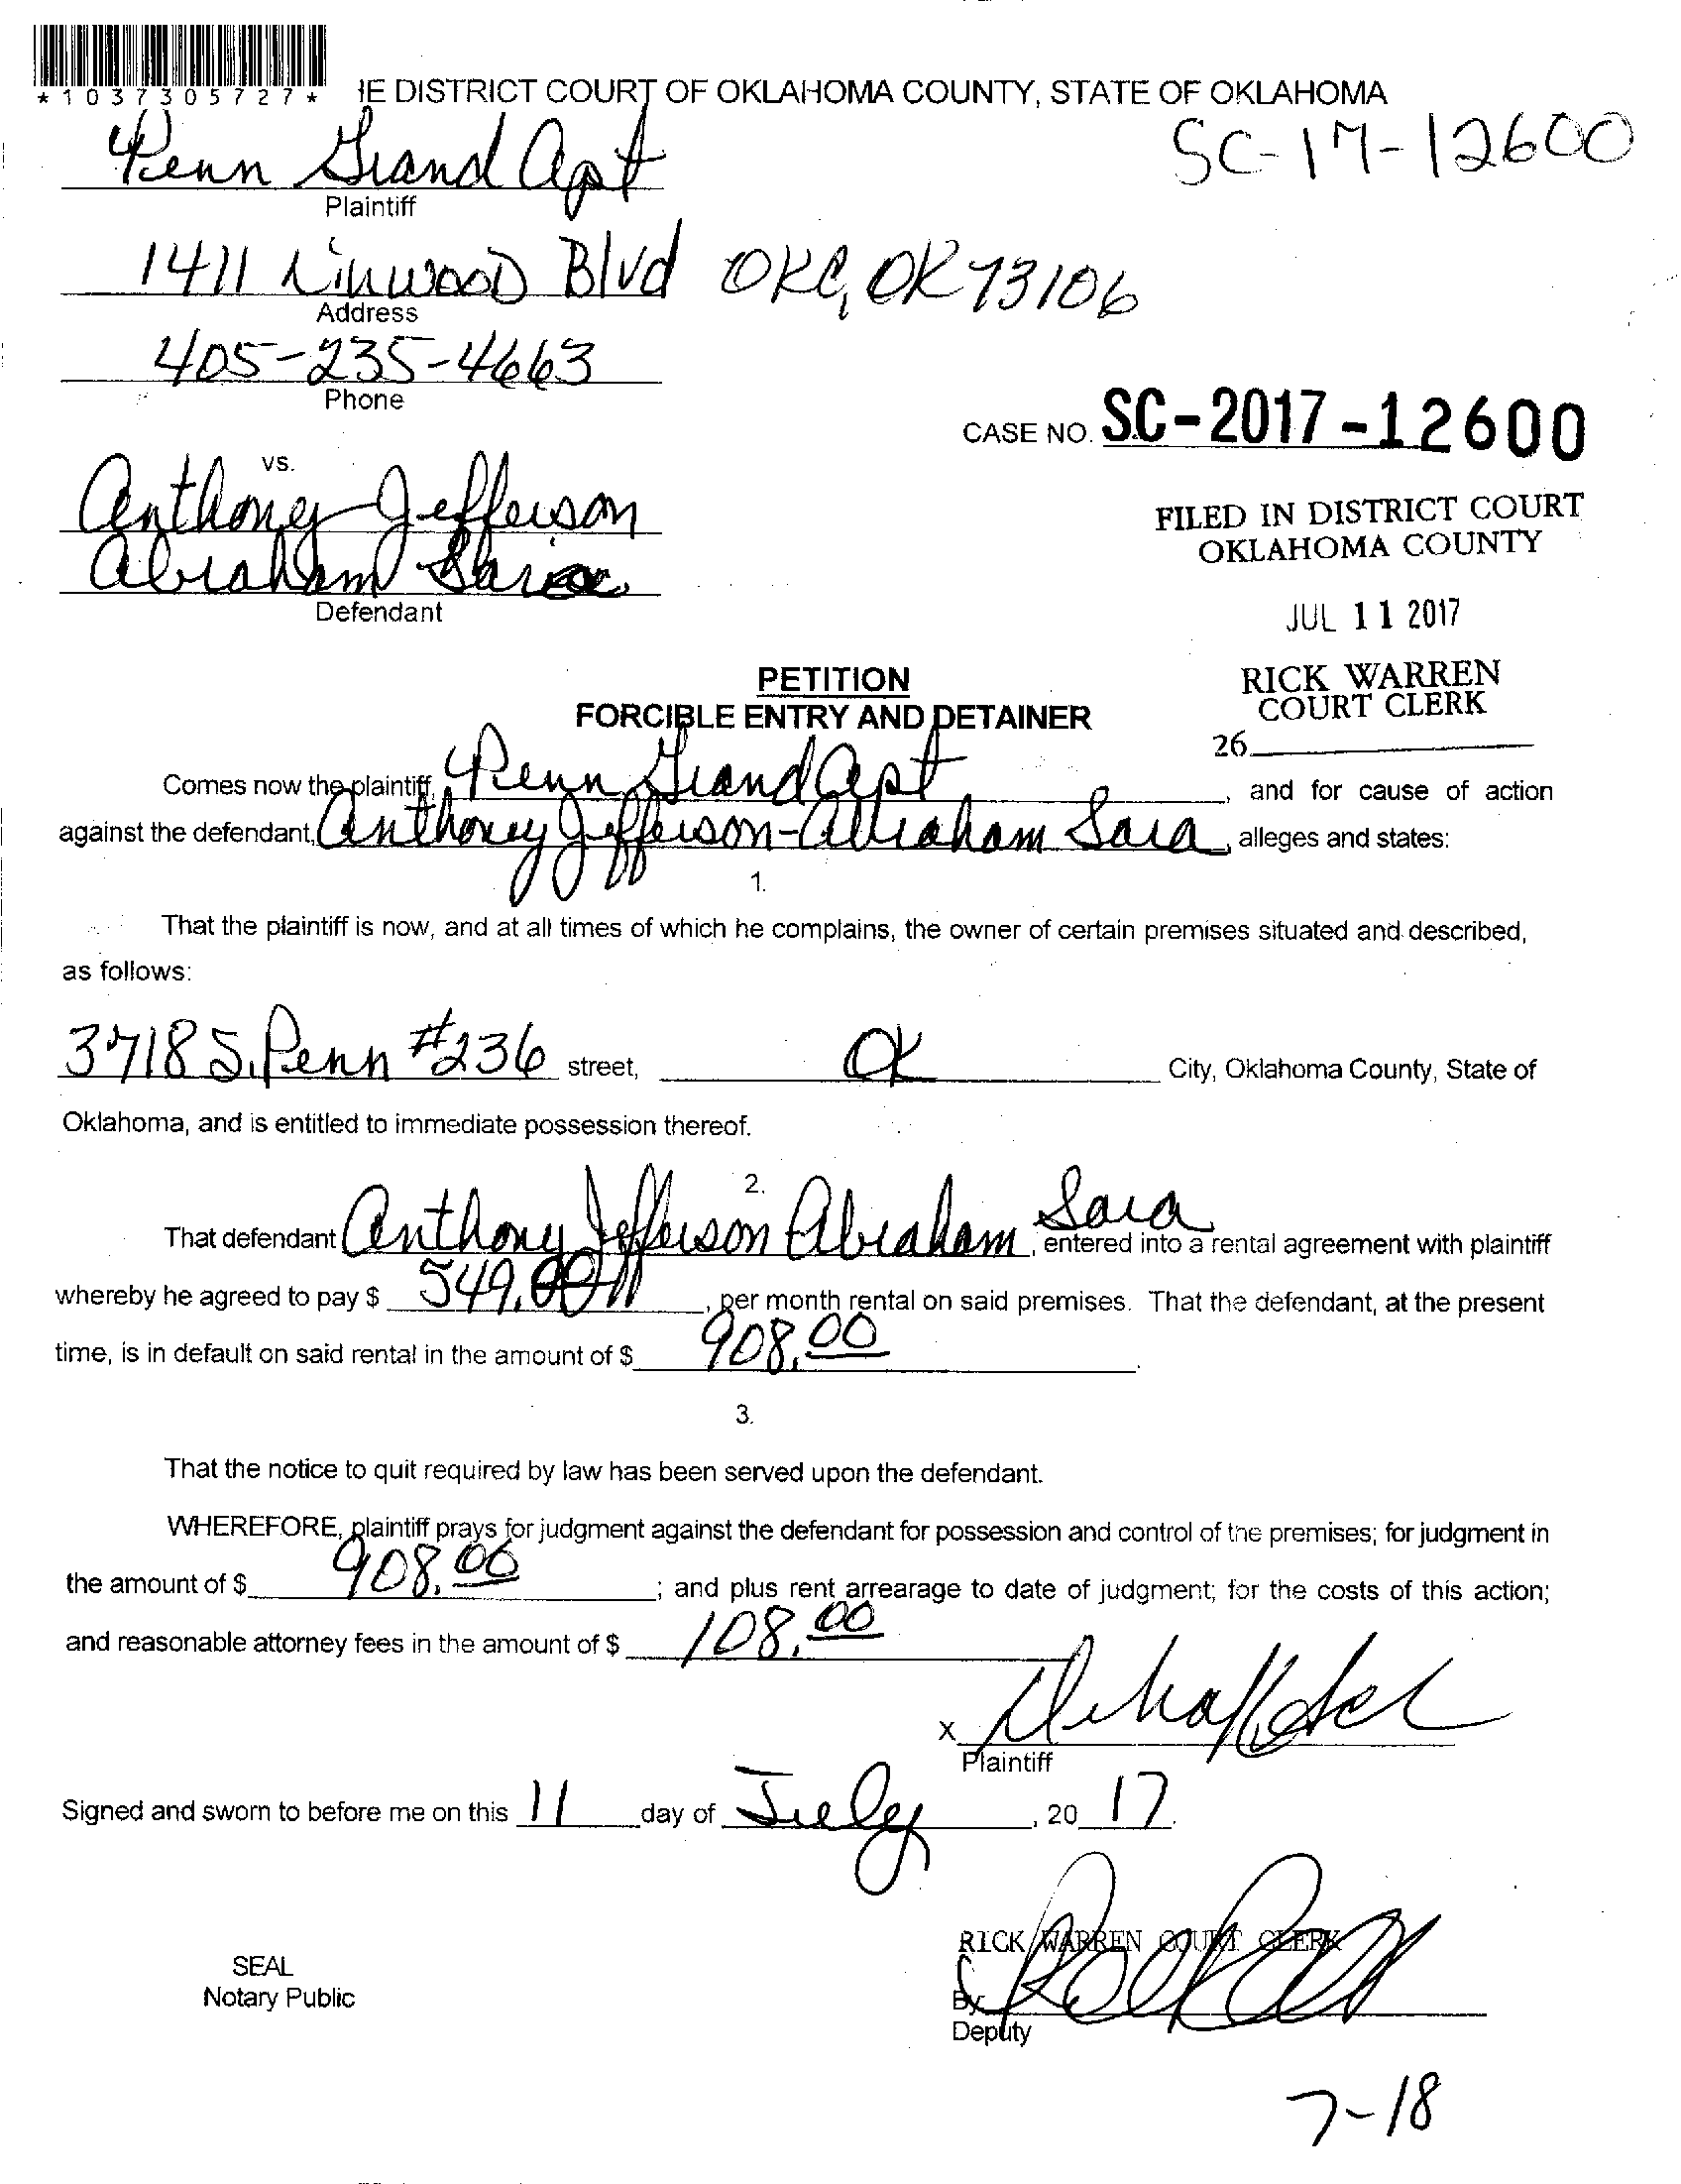 *1037305727*
IE DISTRICT COURT OF OKLAHOMA COUNTY, STATE OF OKLAHOMA
Penn Grand Apt
SC-17-12600
Plaintiff
1411 Linwood Blvd OKC, OK 73106
Address
405-235-4663
Phone
CASE NO. SC-2017-12600
vs.
Anthoney Jefferson
Abraham
Defendant
FILED IN DISTRICT COURT
OKLAHOMA COUNTY
JUL 11 2017
RICK WARREN
COURT CLERK
26
PETITION
FORCIBLE ENTRY AND DETAINER
Comes now the plaintiff, Penn Grand Apt, and for cause of action
against the defendant, Anthoney Jefferson-Abraham Sara, alleges and states:
1.
That the plaintiff is now, and at all times of which he complains, the owner of certain premises situated and described,
as follows:
3718 S. Penn #236 street, OK City, Oklahoma County, State of
Oklahoma, and is entitled to immediate possession thereof.
2.
That defendant Anthony Jefferson Abraham Sara, entered into a rental agreement with plaintiff
whereby he agreed to pay $ 549.00, per month rental on said premises. That the defendant, at the present
time, is in default on said rental in the amount of $ 908.00.
3.
That the notice to quit required by law has been served upon the defendant.
WHEREFORE, plaintiff prays for judgment against the defendant for possession and control of the premises; for judgment in
the amount of $ 908.00; and plus rent arrearage to date of judgment; for the costs of this action;
and reasonable attorney fees in the amount of $ 108.00
X
Plaintiff
Signed and sworn to before me on this 11 day of July, 20 17.
RICK WARREN COURT CLERK
SEAL
Notary Public
By
Deputy
7-18